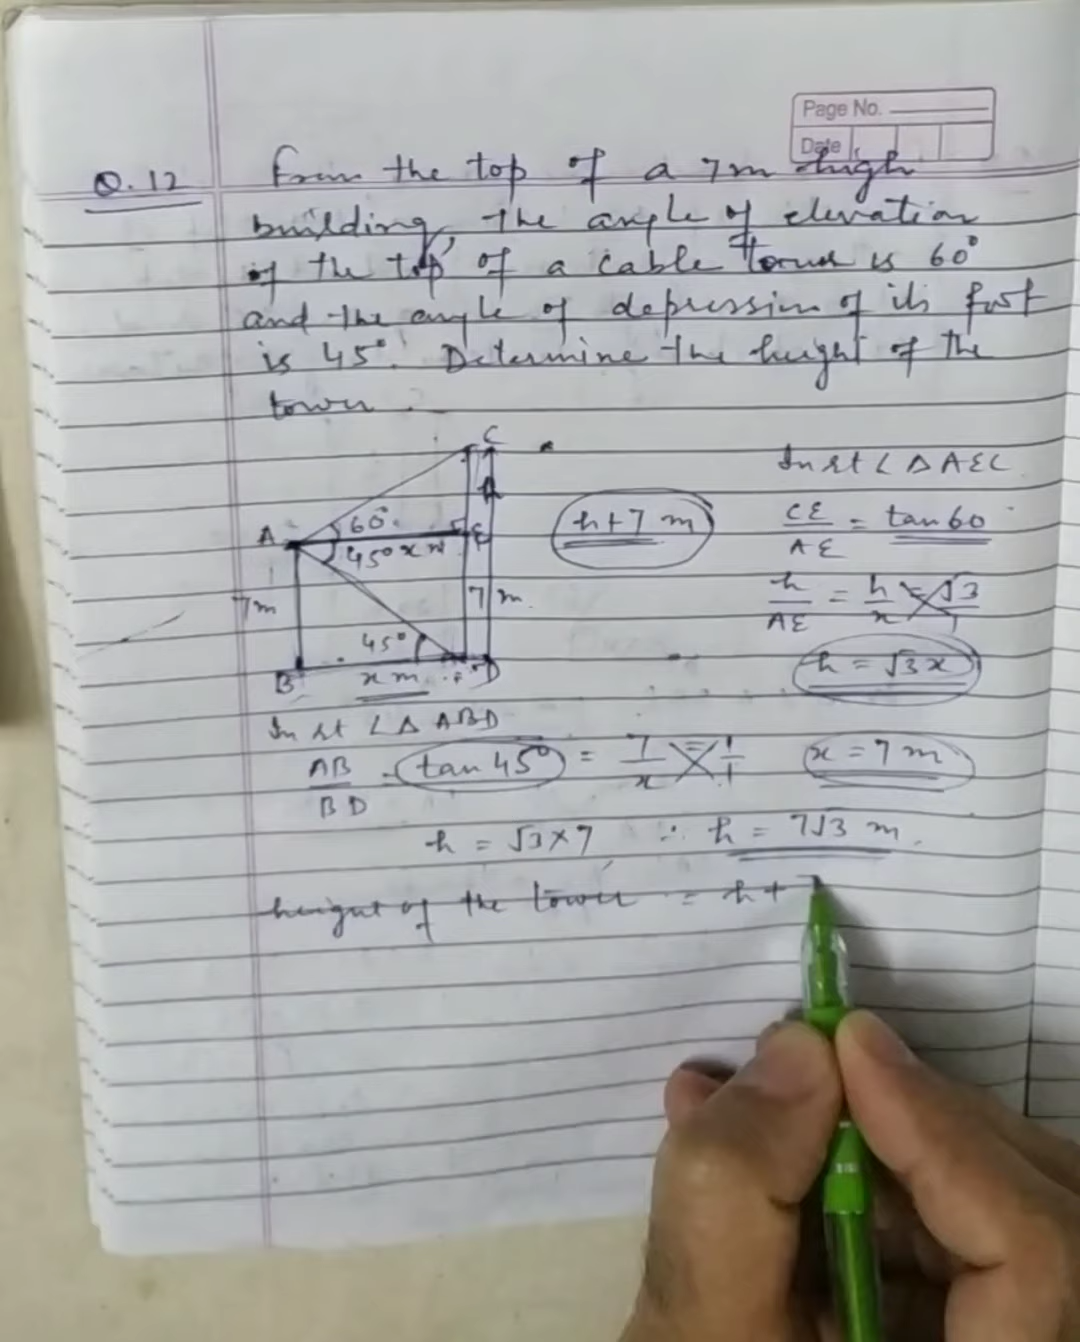 Page No.
Date
Q.12 From the top of a 7m high
building, the angle of elevation
of the top of a cable tower is 60°
and the angle of depression of its foot
is 45°. Determine the height of the
tower.
C
h
A 60° E
45° x m
7m 7 m
45°
B x m D
h+7 m
In rt ∠ Δ AEC
CE/AE = tan 60°
h/AE = h/x = √3/1
h = √3x
In rt ∠ Δ ABD
AB/BD = tan 45° = 7/x = 1/1 x = 7 m
h = √3×7 ∴ h = 7√3 m.
height of the tower = h + 7